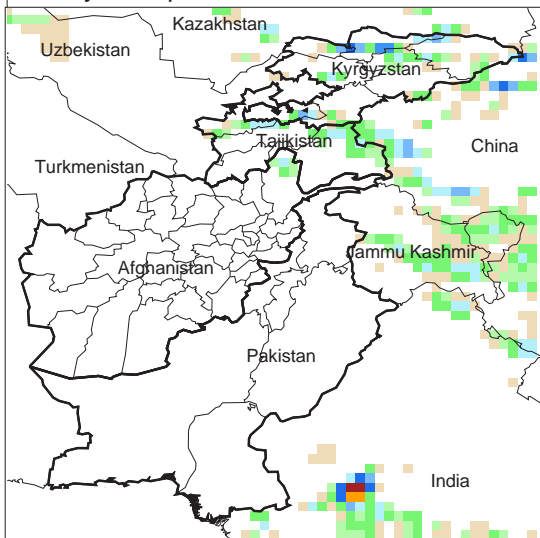 Kazakhstan
Uzbekistan
Kyrgyzstan
China
Tajikistan
Turkmenistan
Jammu Kashmir
Afghanistan
Pakistan
India